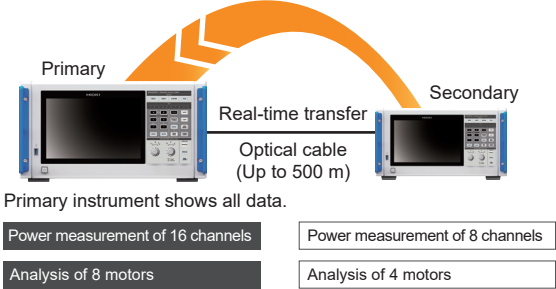 Primary
Secondary
HIOKI
Real-time transfer
Optical cable
(Up to 500 m)
Primary instrument shows all data.
Power measurement of 16 channels
Power measurement of 8 channels
Analysis of 8 motors
Analysis of 4 motors